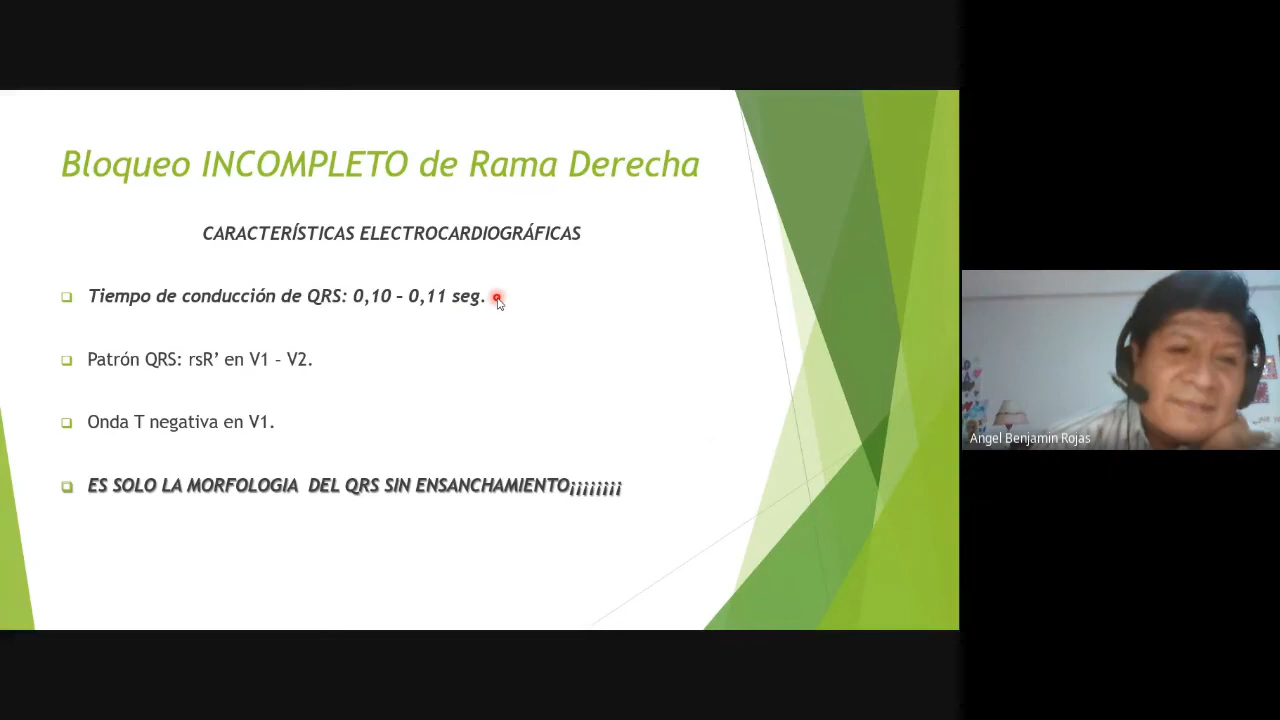 Bloqueo INCOMPLETO de Rama Derecha
CARACTERÍSTICAS ELECTROCARDIOGRÁFICAS
Tiempo de conducción de QRS: 0,10 – 0,11 seg.
Patrón QRS: rsR’ en V1 – V2.
Onda T negativa en V1.
ES SOLO LA MORFOLOGIA  DEL QRS SIN ENSANCHAMIENTO¡¡¡¡¡¡¡¡
Angel Benjamin Rojas